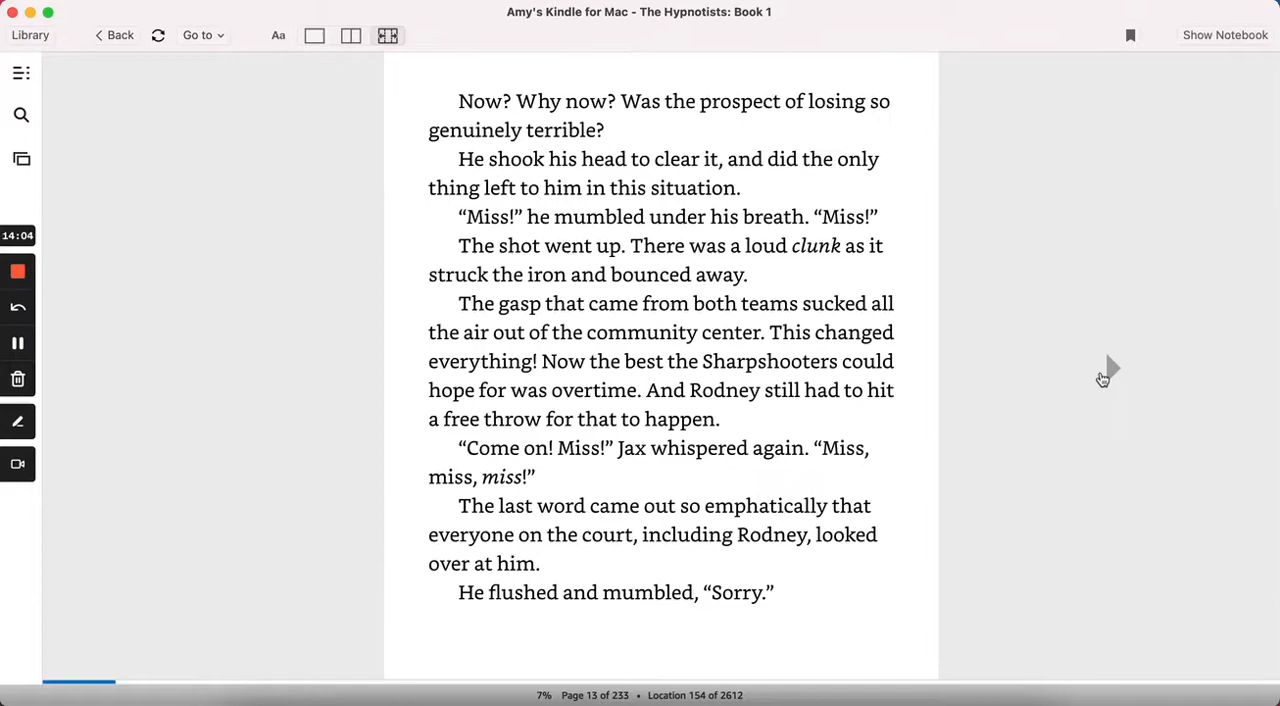 Amy's Kindle for Mac - The Hypnotists: Book 1
Library
Back
Go to
Aa
Show Notebook
14:04
Now? Why now? Was the prospect of losing so
genuinely terrible?
He shook his head to clear it, and did the only
thing left to him in this situation.
“Miss!” he mumbled under his breath. “Miss!”
The shot went up. There was a loud clunk as it
struck the iron and bounced away.
The gasp that came from both teams sucked all
the air out of the community center. This changed
everything! Now the best the Sharpshooters could
hope for was overtime. And Rodney still had to hit
a free throw for that to happen.
“Come on! Miss!” Jax whispered again. “Miss,
miss, miss!”
The last word came out so emphatically that
everyone on the court, including Rodney, looked
over at him.
He flushed and mumbled, “Sorry.”
7% Page 13 of 233 • Location 154 of 2612